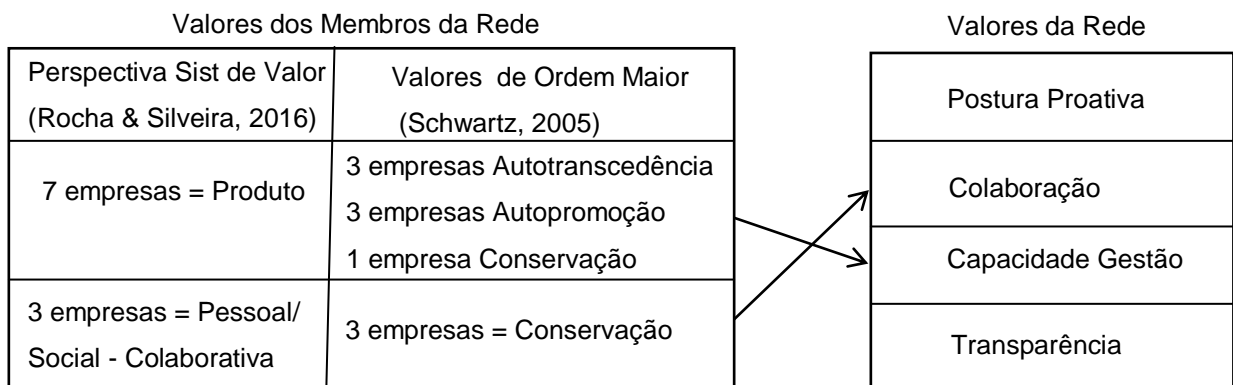 Valores dos Membros da Rede
Perspectiva Sist de Valor
(Rocha & Silveira, 2016)
Valores de Ordem Maior
(Schwartz, 2005)
7 empresas = Produto
3 empresas Autotranscedência
3 empresas Autopromoção
1 empresa Conservação
3 empresas = Pessoal/
Social - Colaborativa
3 empresas = Conservação
Valores da Rede
Postura Proativa
Colaboração
Capacidade Gestão
Transparência